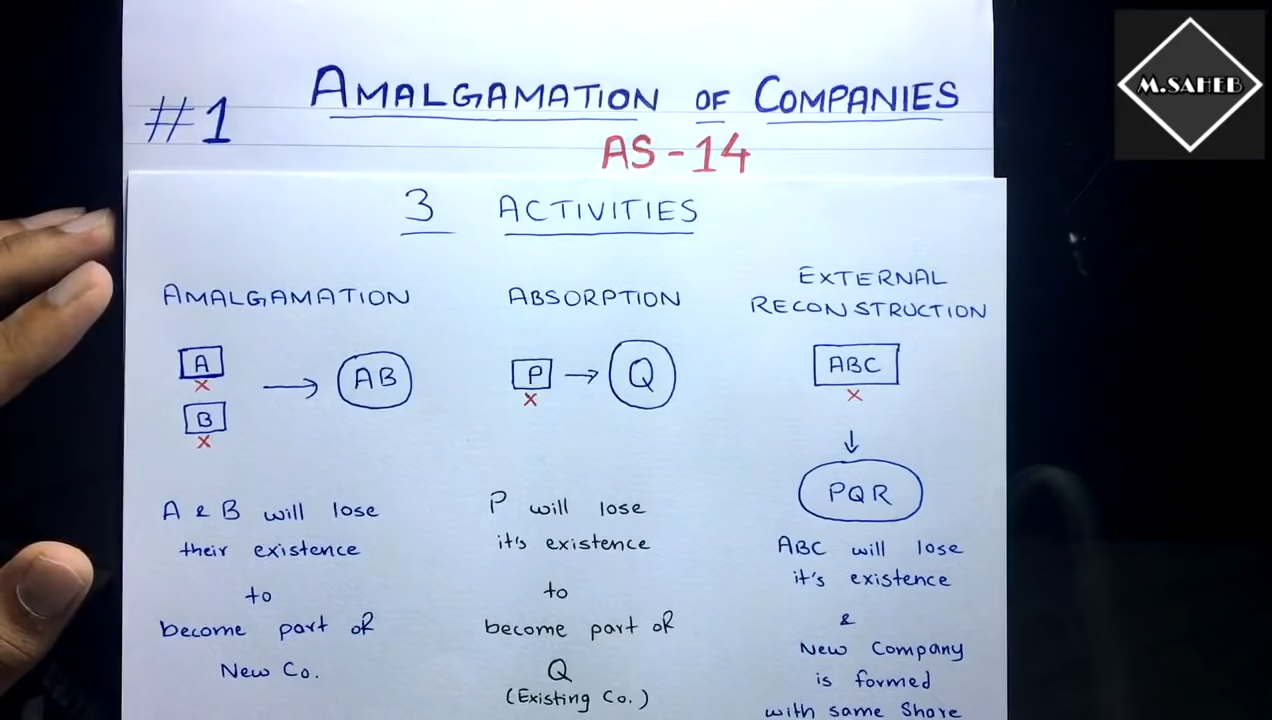 #1
AMALGAMATION OF COMPANIES
AS-14
3 ACTIVITIES
AMALGAMATION
A
x
B
x
AB
A & B will lose
their existence
to
become part of
New Co.
ABSORPTION
P
x
Q
P will lose
it's existence
to
become part of
Q
(Existing Co.)
EXTERNAL
RECONSTRUCTION
ABC
x
PQR
ABC will lose
it's existence
&
New Company
is formed
with same Share
M.SAHEB